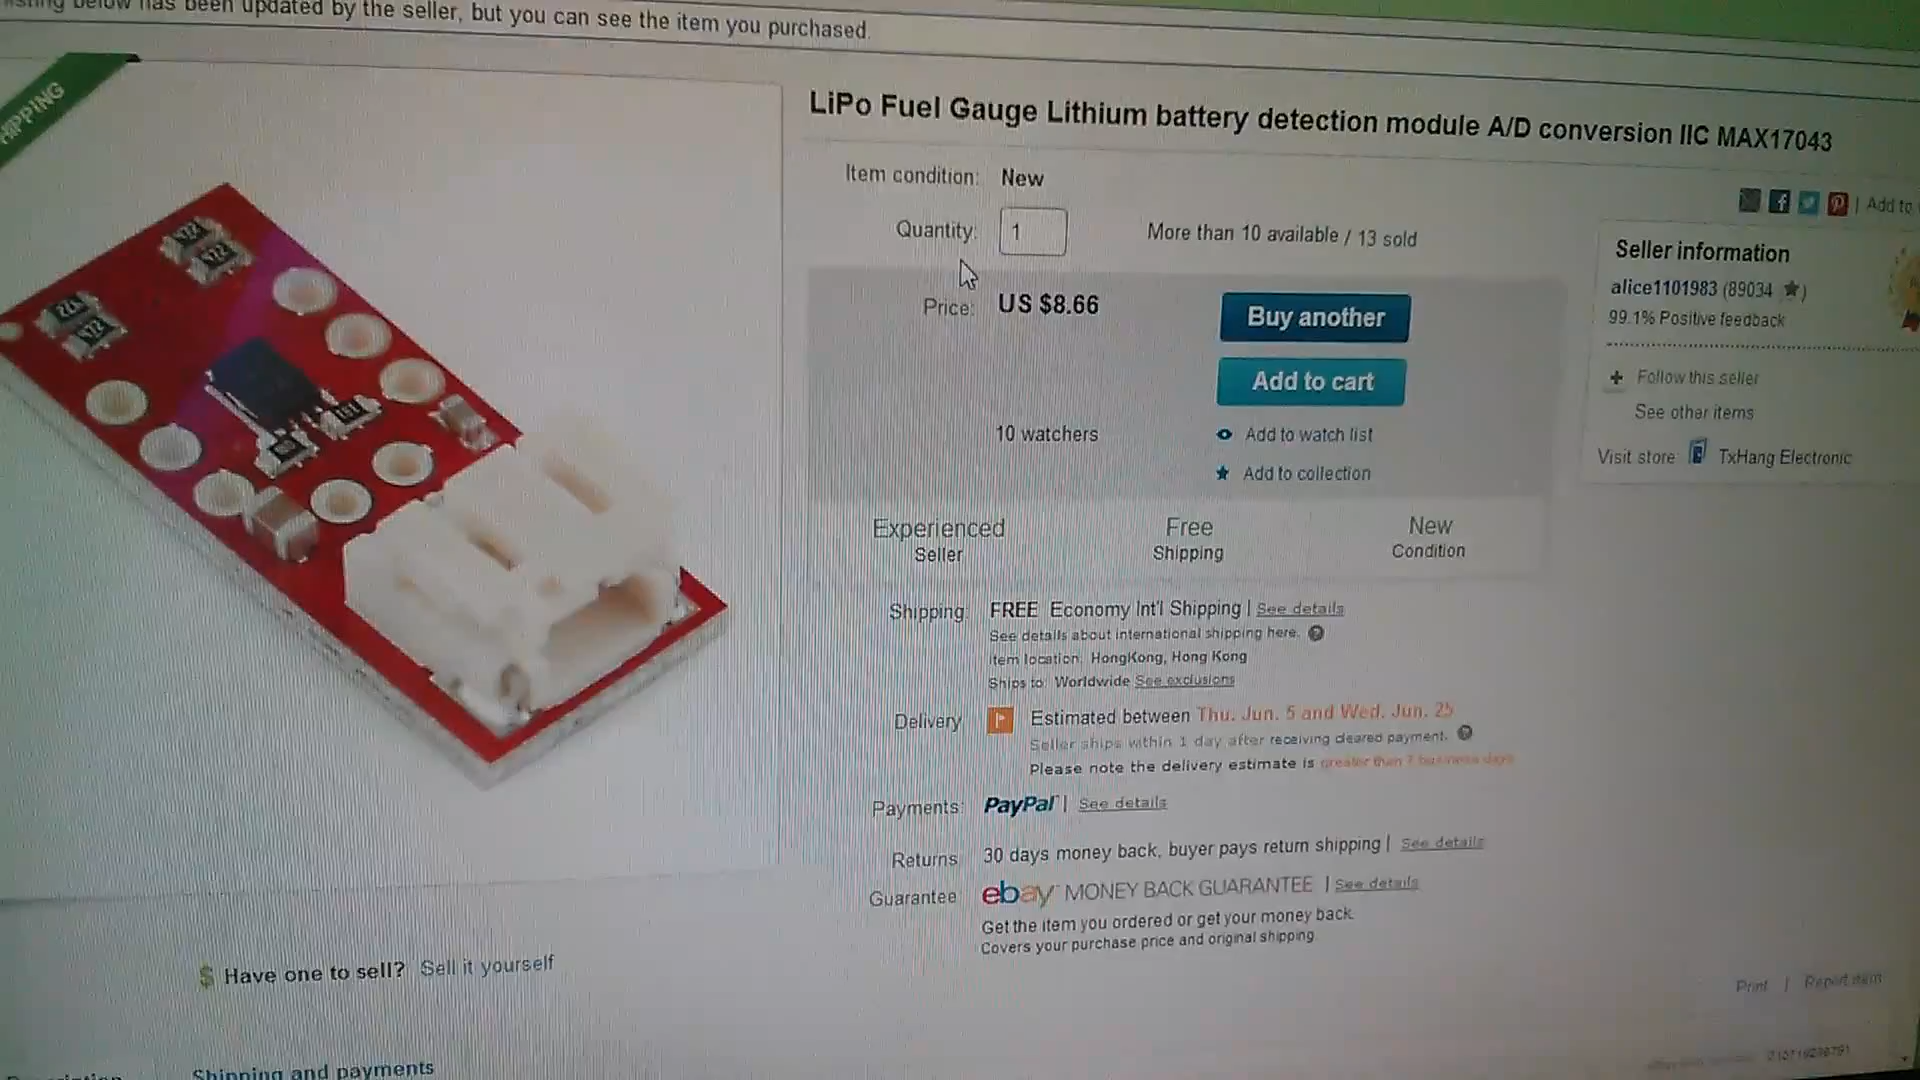 below has been updated by the seller, but you can see the item you purchased.
HIPPING
LiPo Fuel Gauge Lithium battery detection module A/D conversion IIC MAX17043
Item condition: New
Quantity: 1 More than 10 available / 13 sold
Price: US $8.66
Buy another
Add to cart
10 watchers
Add to watch list
Add to collection
Experienced Seller
Free Shipping
New Condition
Add to
Seller information
alice1101983 (89034 ★)
99.1% Positive feedback
+ Follow this seller
See other items
Visit store TxHang Electronic
Shipping: FREE Economy Int'l Shipping | See details
See details about international shipping here.
Item location: HongKong, Hong Kong
Ships to: Worldwide See exclusions
Delivery Estimated between Thu. Jun. 5 and Wed. Jun. 25
Seller ships within 1 day after receiving cleared payment.
Please note the delivery estimate is greater than 7 business days
Payments: PayPal | See details
Returns 30 days money back, buyer pays return shipping | See details
Guarantee ebay MONEY BACK GUARANTEE | See details
Get the item you ordered or get your money back.
Covers your purchase price and original shipping
$ Have one to sell? Sell it yourself
Print | Report item
Shipping and payments